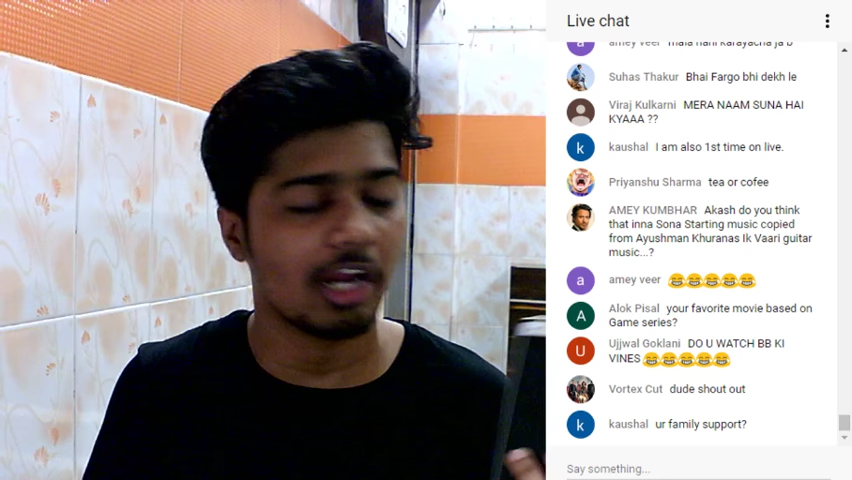 Live chat
amey veer
Suhas Thakur Bhai Fargo bhi dekh le
Viraj Kulkarni MERA NAAM SUNA HAI
KYAAA ??
kaushal I am also 1st time on live.
Priyanshu Sharma tea or cofee
AMEY KUMBHAR Akash do you think
that inna Sona Starting music copied
from Ayushman Khuranas Ik Vaari guitar
music...?
amey veer 😂😂😂😂😂
Alok Pisal your favorite movie based on
Game series?
Ujjwal Goklani DO U WATCH BB KI
VINES 😂😂😂😂😂
Vortex Cut dude shout out
kaushal ur family support?
Say something...